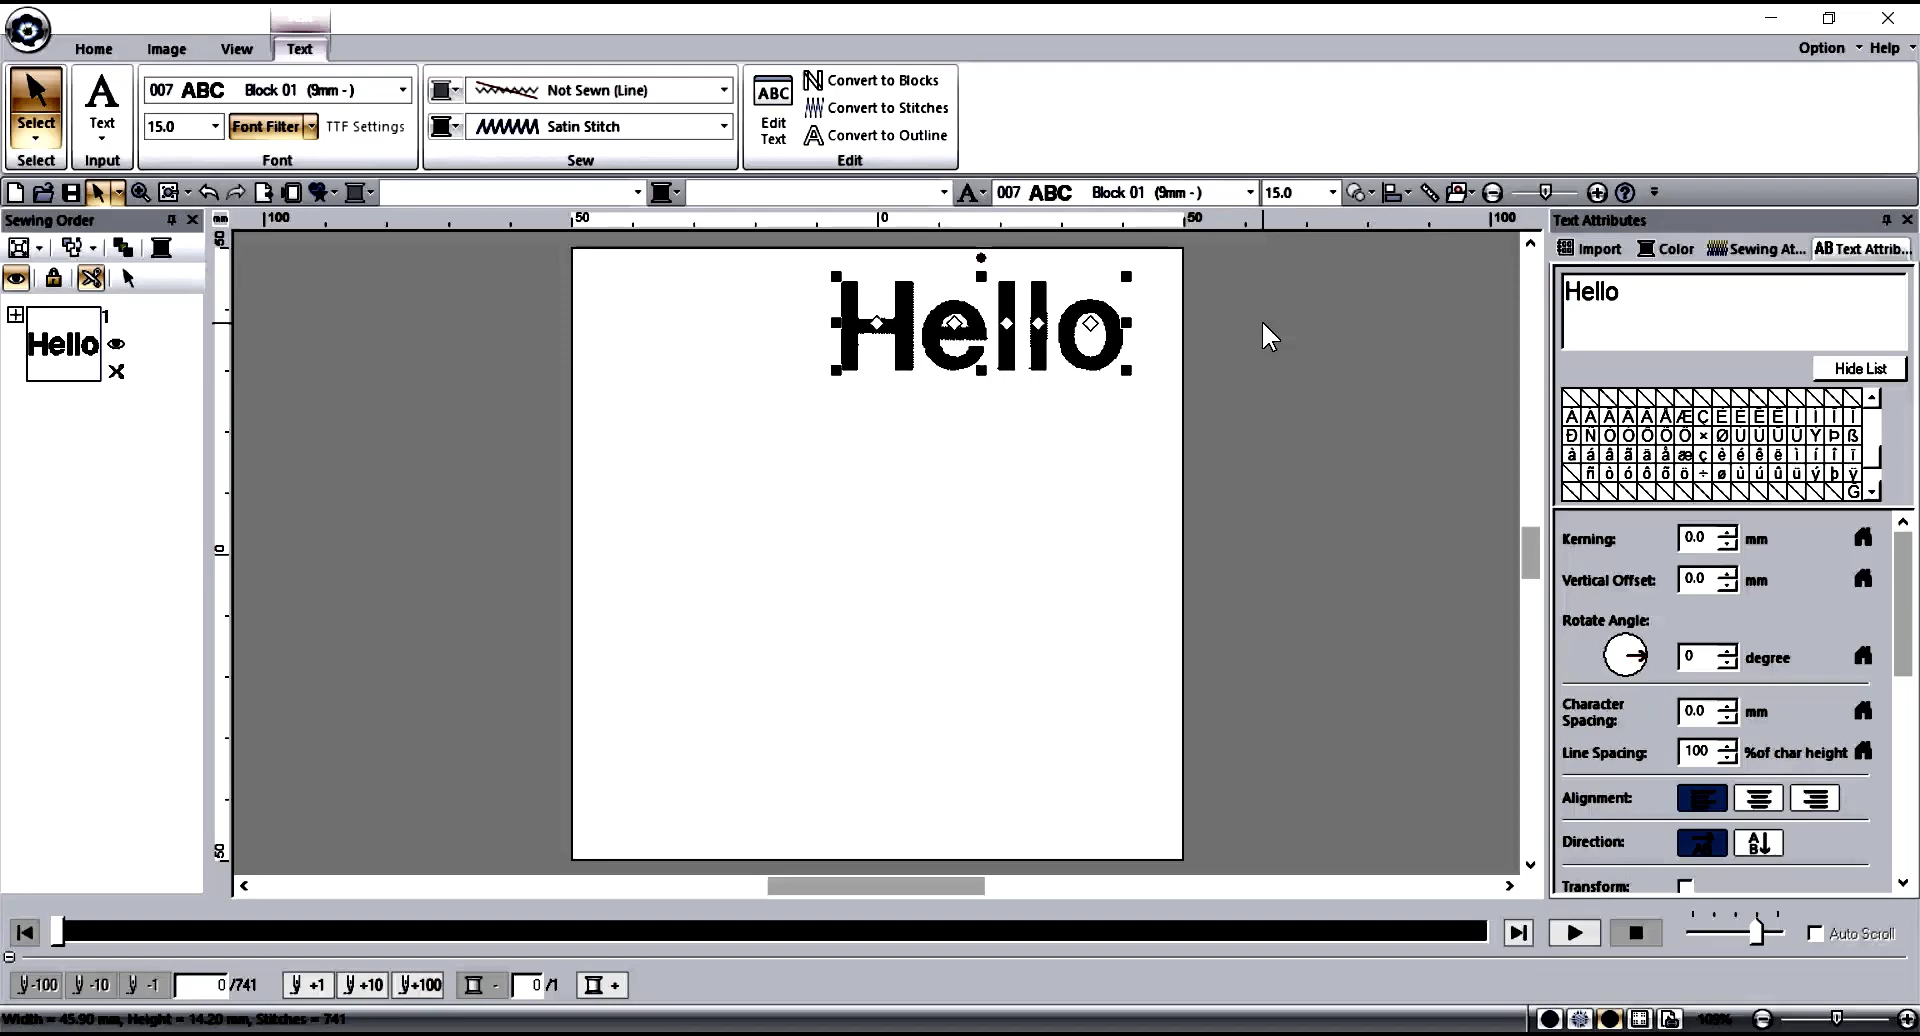 Home Image View Text Option Help
Select Text 007 ABC Block 01 (9mm - ) Not Sewn (Line) ABC Edit Text Convert to Blocks
15.0 Font Filter TTF Settings Satin Stitch Convert to Stitches
Convert to Outline
Select Input Font Sew Edit
007 ABC Block 01 (9mm - ) 15.0
Sewing Order mm 100 50 0 50 100 Text Attributes
Import Color Sewing At... AB Text Attrib...
1
Hello
Hello
Hello
Hide List
Kerning: 0.0 mm
Vertical Offset: 0.0 mm
Rotate Angle:
0 degree
Character Spacing: 0.0 mm
Line Spacing: 100 %of char height
Alignment:
Direction: A B
Transform:
50
0
50
Auto Scroll
-100 -10 -1 0 /741 +1 +10 +100 - 0 /1 +
Width = 45.90 mm, Height = 14.20 mm, Stitches = 741 109%